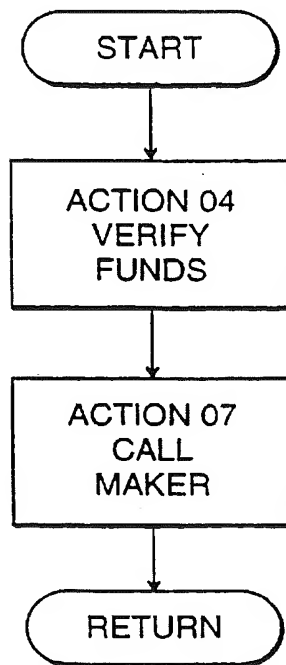 START
ACTION 04
VERIFY
FUNDS
ACTION 07
CALL
MAKER
RETURN